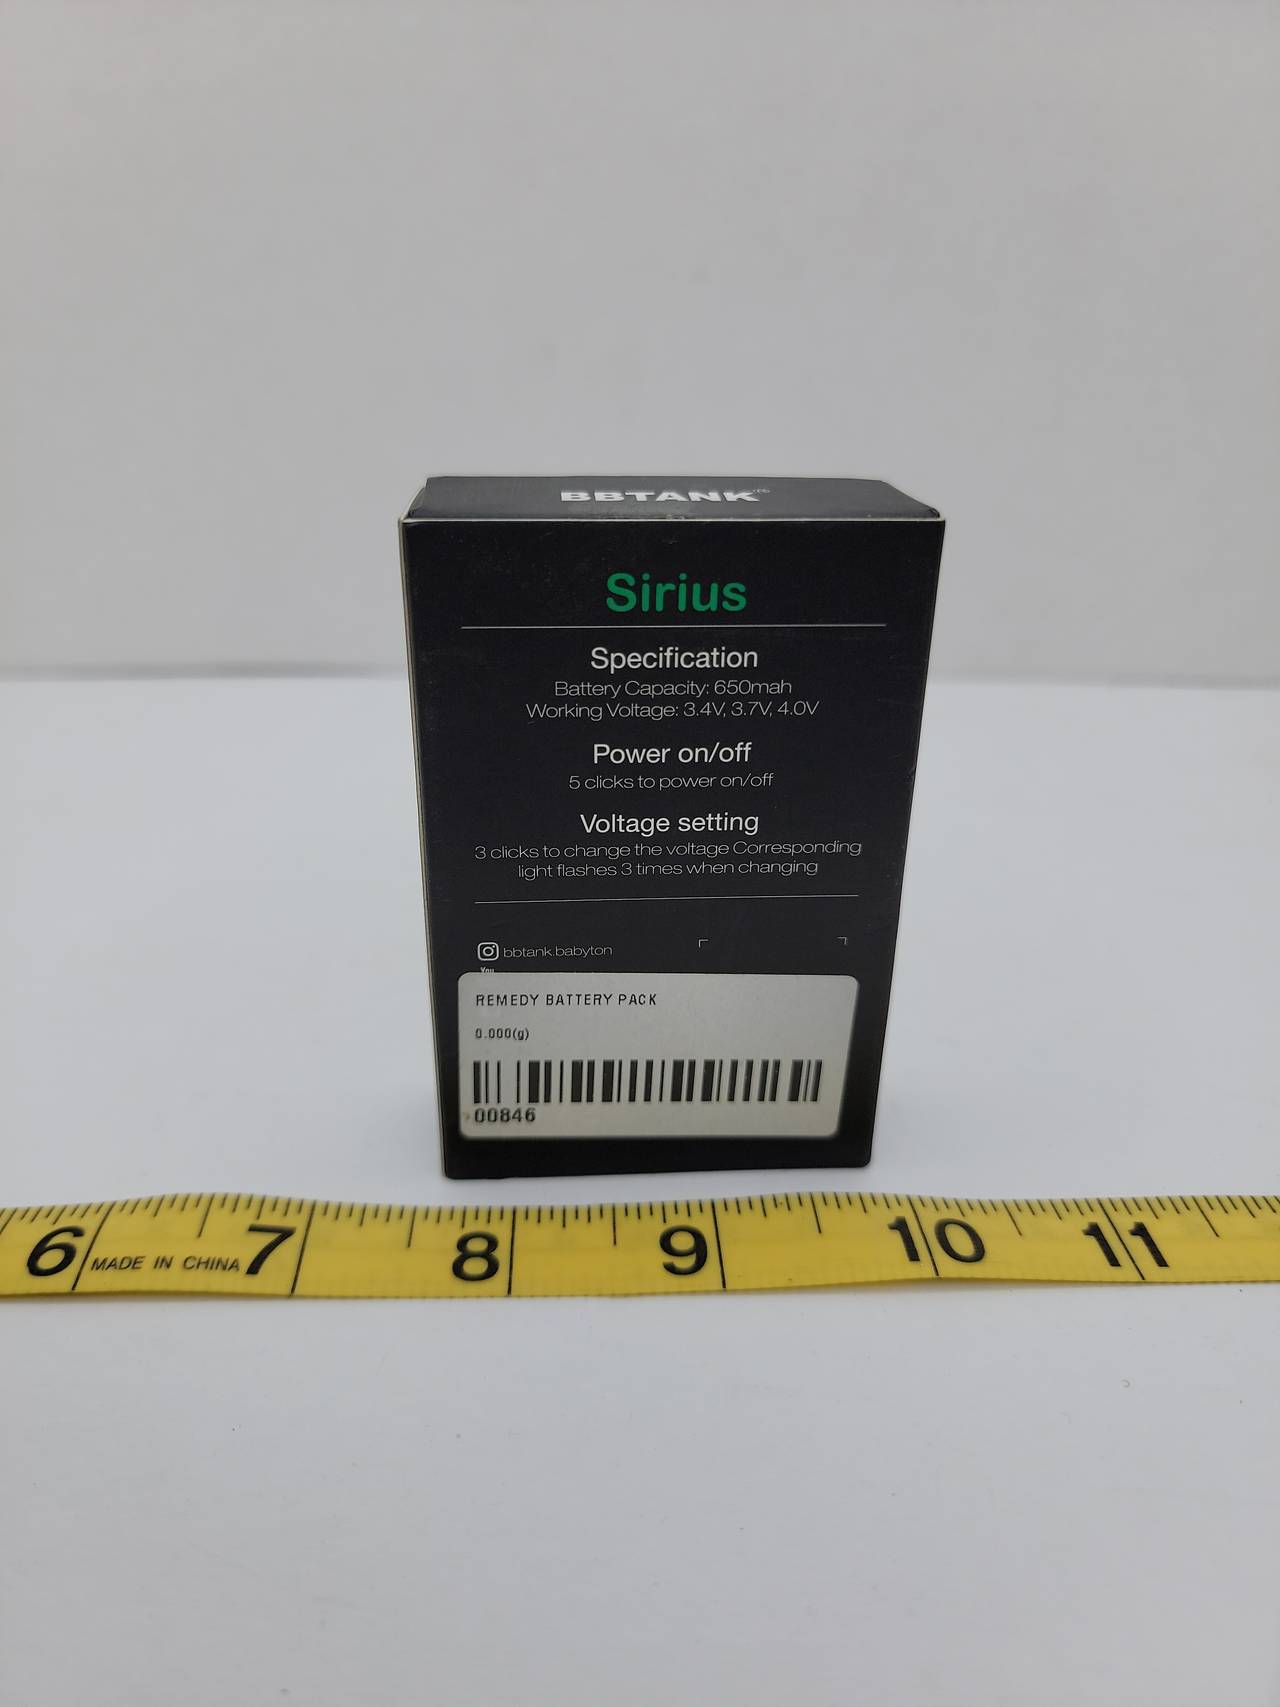 BBTANK®
Sirius
Specification
Battery Capacity: 650mah
Working Voltage: 3.4V, 3.7V, 4.0V
Power on/off
5 clicks to power on/off
Voltage setting
3 clicks to change the voltage Corresponding
light flashes 3 times when changing
bbtank.babyton
You
REMEDY BATTERY PACK
0.000(g)
00846
6 MADE IN CHINA 7 8 9 10 11